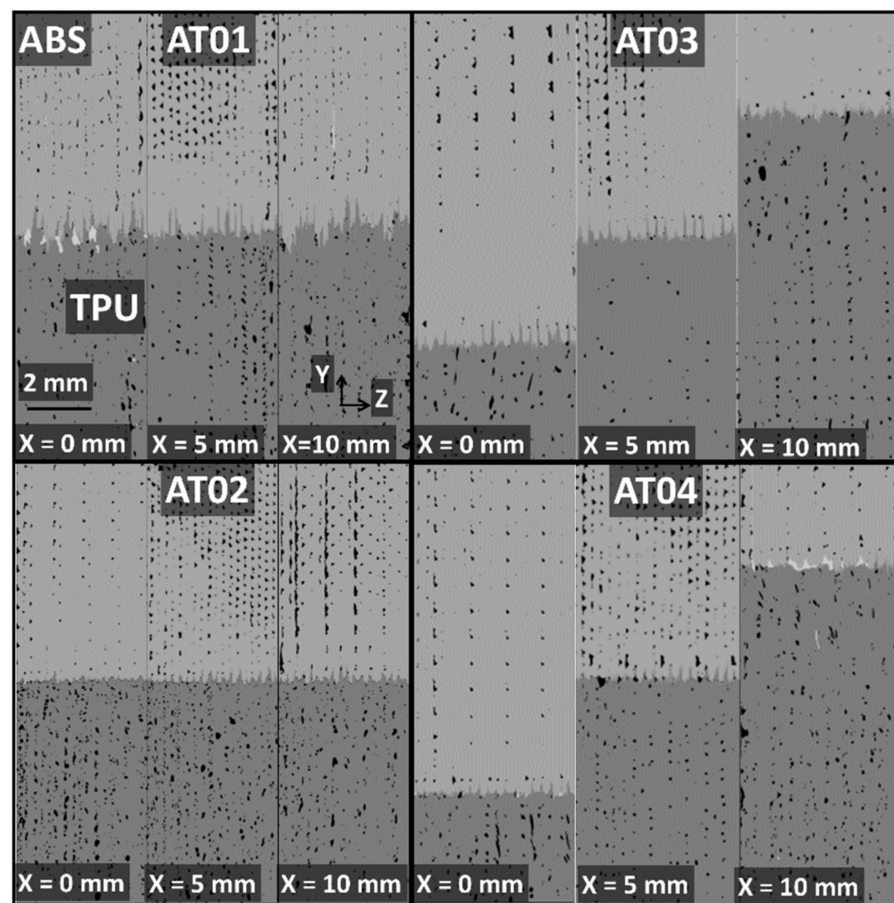 ABS
AT01
AT03
TPU
2 mm
Y
Z
X = 0 mm
X = 5 mm
X=10 mm
X = 0 mm
X = 5 mm
X = 10 mm
AT02
AT04
X = 0 mm
X = 5 mm
X = 10 mm
X = 0 mm
X = 5 mm
X = 10 mm